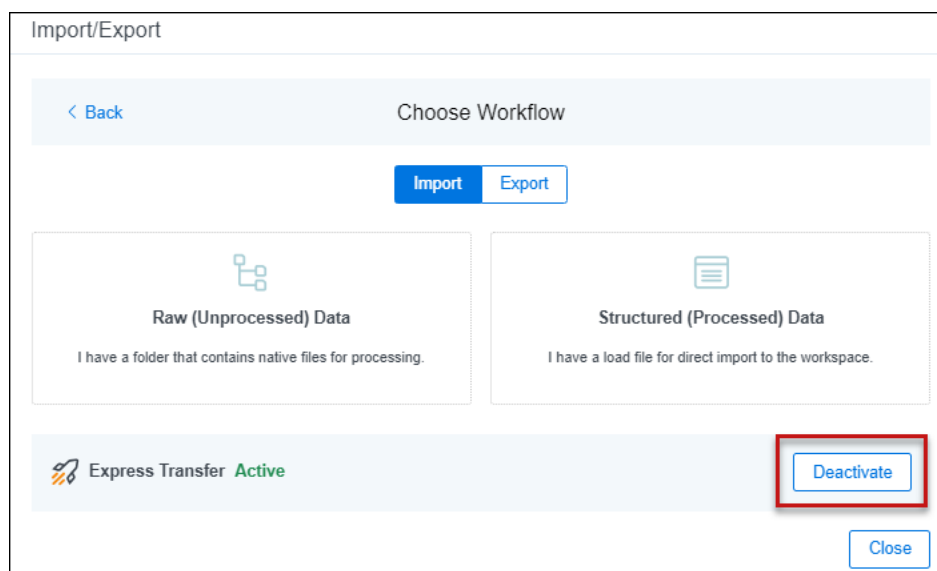 Import/Export
Back
Choose Workflow
Import
Export
Raw (Unprocessed) Data
I have a folder that contains native files for processing.
Structured (Processed) Data
I have a load file for direct import to the workspace.
Express Transfer Active
Deactivate
Close